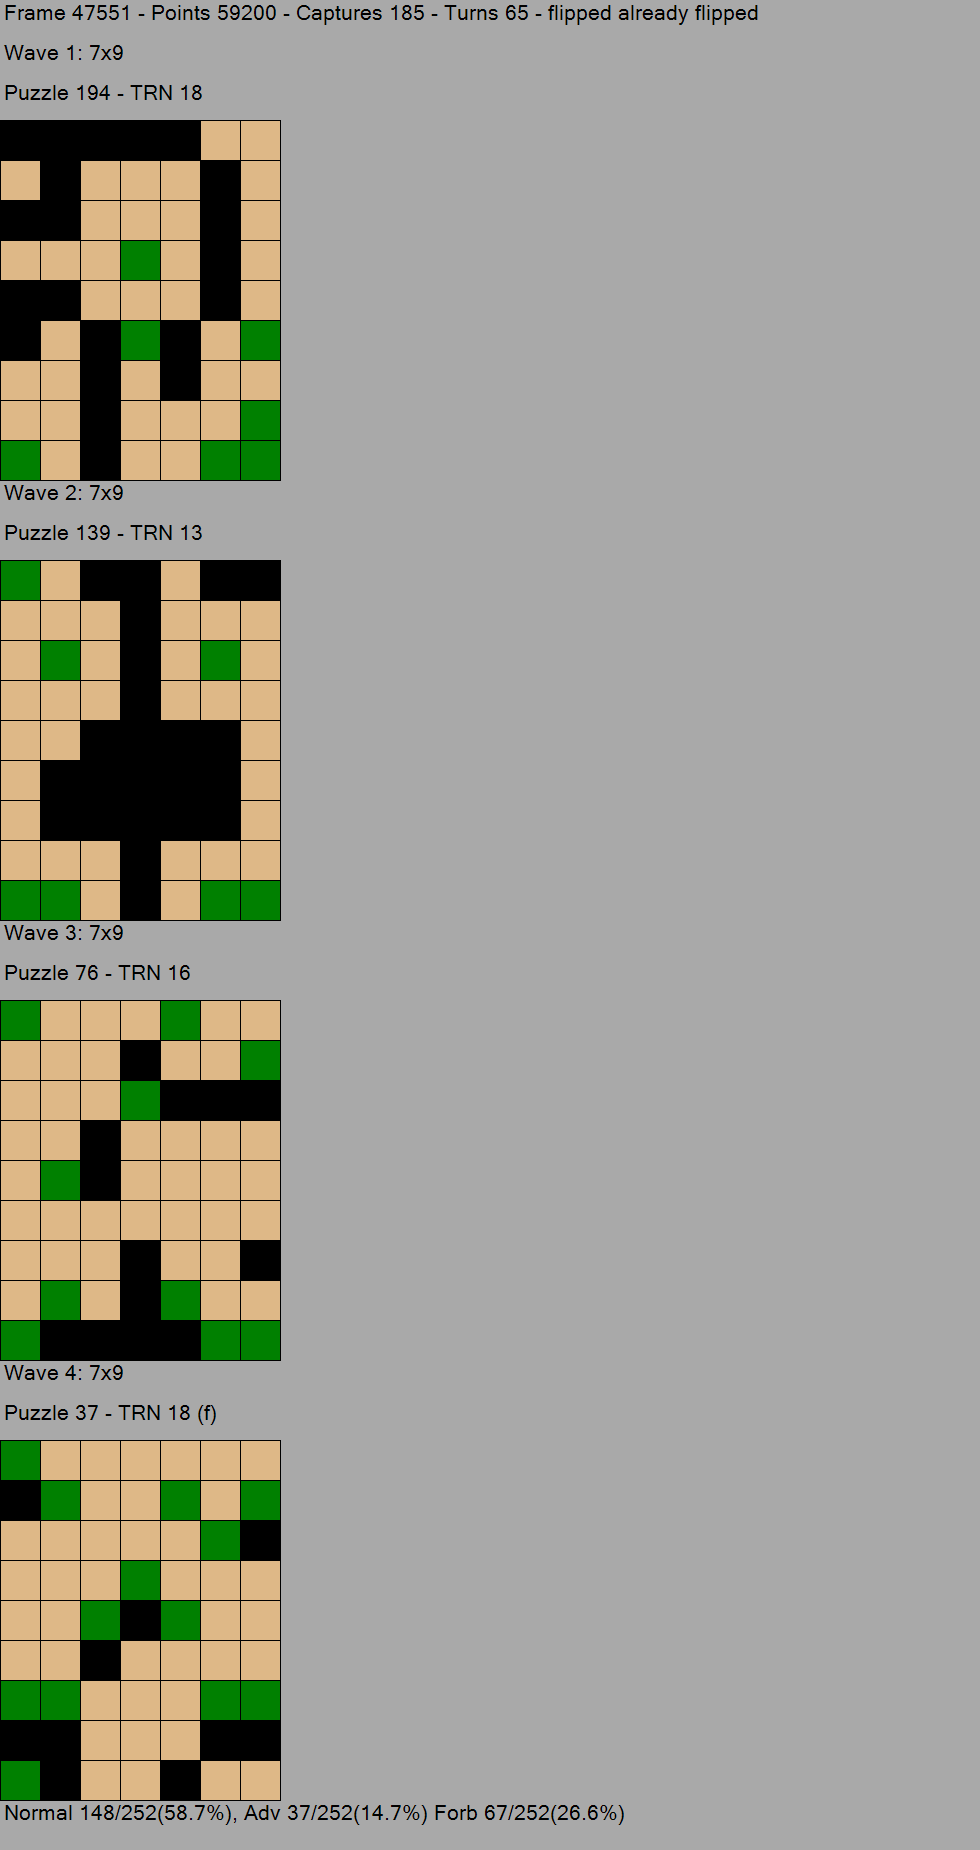 Frame 47551 - Points 59200 - Captures 185 - Turns 65 - flipped already flipped
Wave 1: 7x9
Puzzle 194 - TRN 18
Wave 2: 7x9
Puzzle 139 - TRN 13
Wave 3: 7x9
Puzzle 76 - TRN 16
Wave 4: 7x9
Puzzle 37 - TRN 18 (f)
Normal 148/252(58.7%), Adv 37/252(14.7%) Forb 67/252(26.6%)